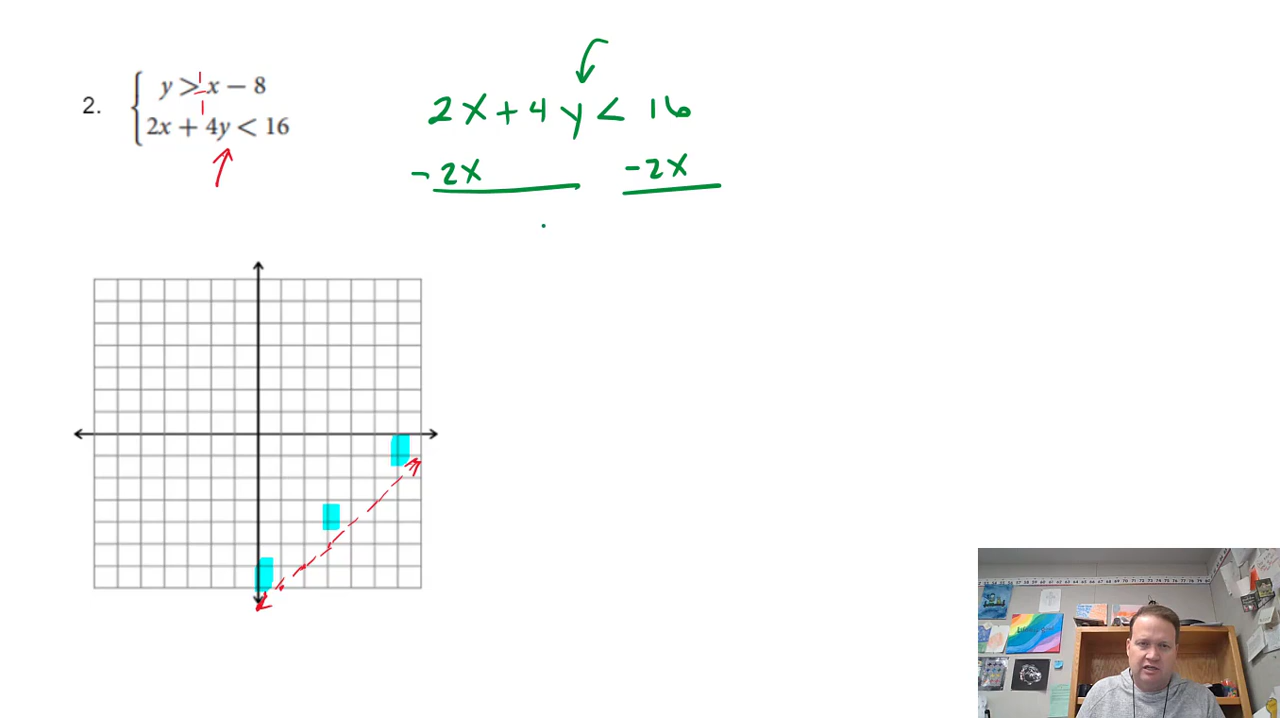 2.
y > x − 8
2x + 4y < 16
2x + 4y < 16
-2x -2x